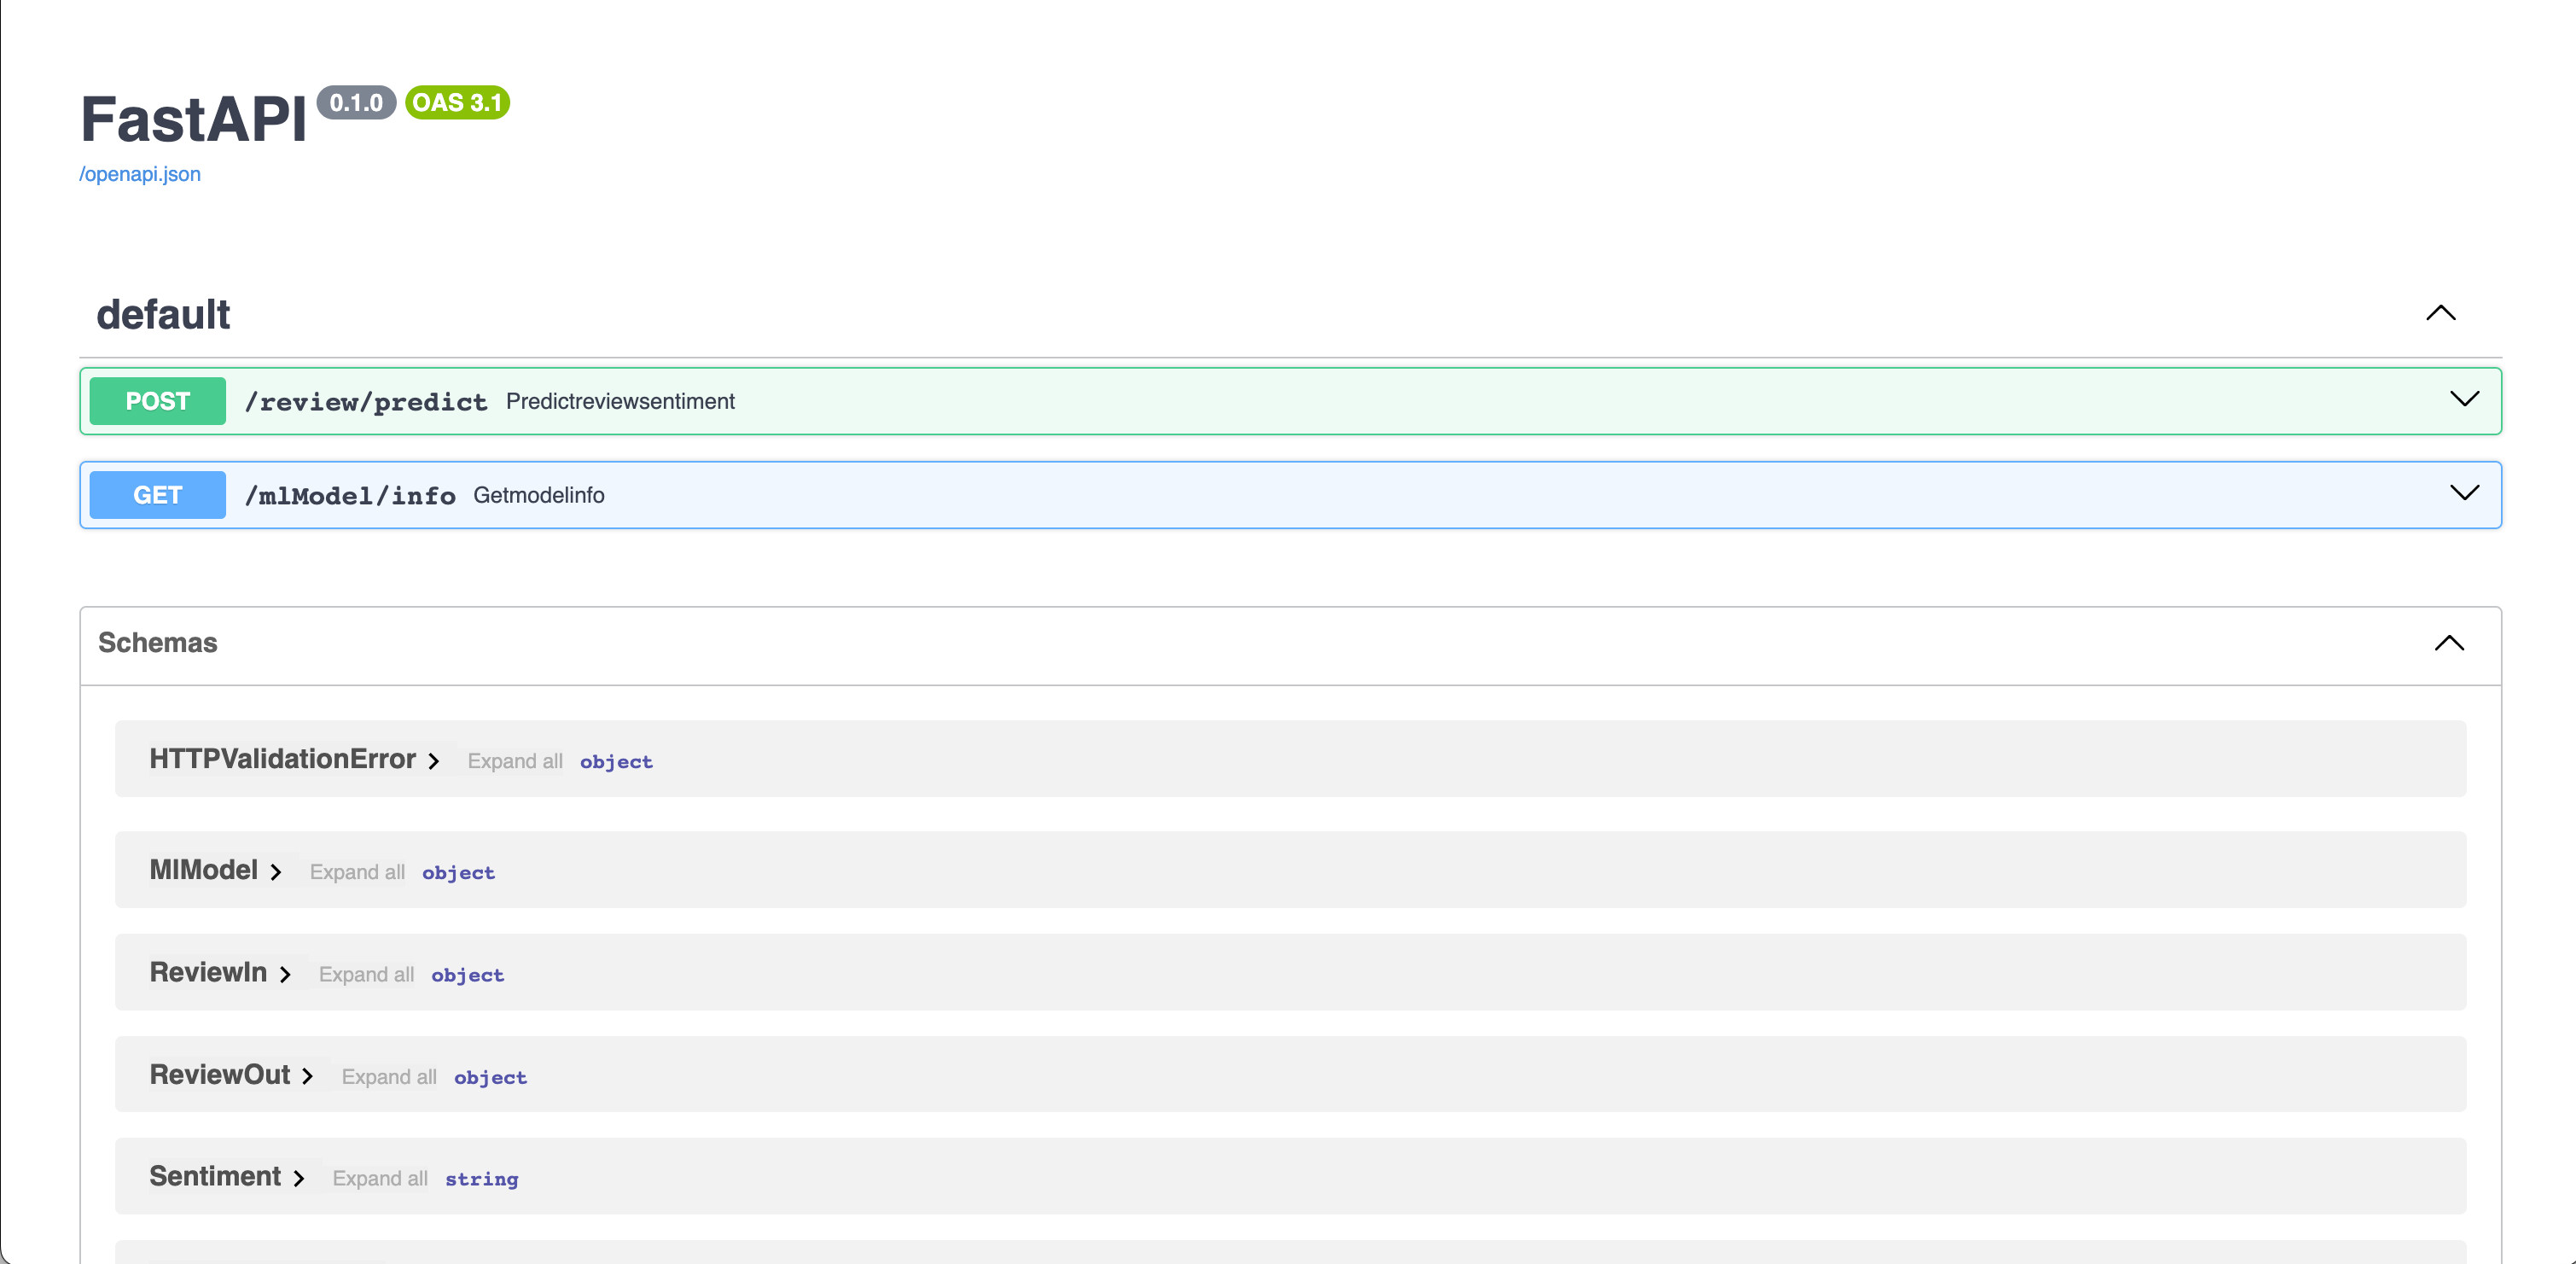 FastAPI 0.1.0 OAS 3.1
/openapi.json
default
POST /review/predict Predictreviewsentiment
GET /mlModel/info Getmodelinfo
Schemas
HTTPValidationError Expand all object
MlModel Expand all object
ReviewIn Expand all object
ReviewOut Expand all object
Sentiment Expand all string